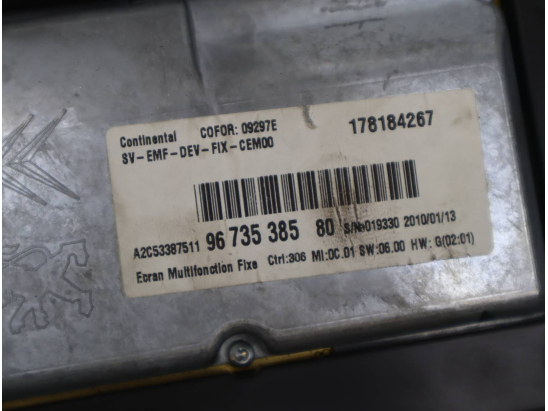 Continental COFOR: 09297E 178184267
SV-EMF-DEV-FIX-CEM00
A2C53387511 96 735 385 80 S/N:019330 2010/01/13
Ecran Multifonction Fixe Ctrl:306 MI:0C.01 SW:06.00 HW: G(02:01)